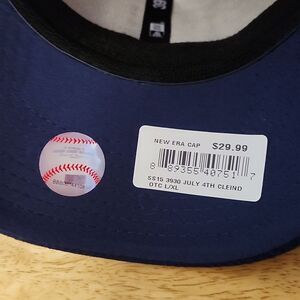 NEW ERA CAP $29.99
8 89355 40751 7
SS15 3930 JULY 4TH CLEIND
OTC L/XL